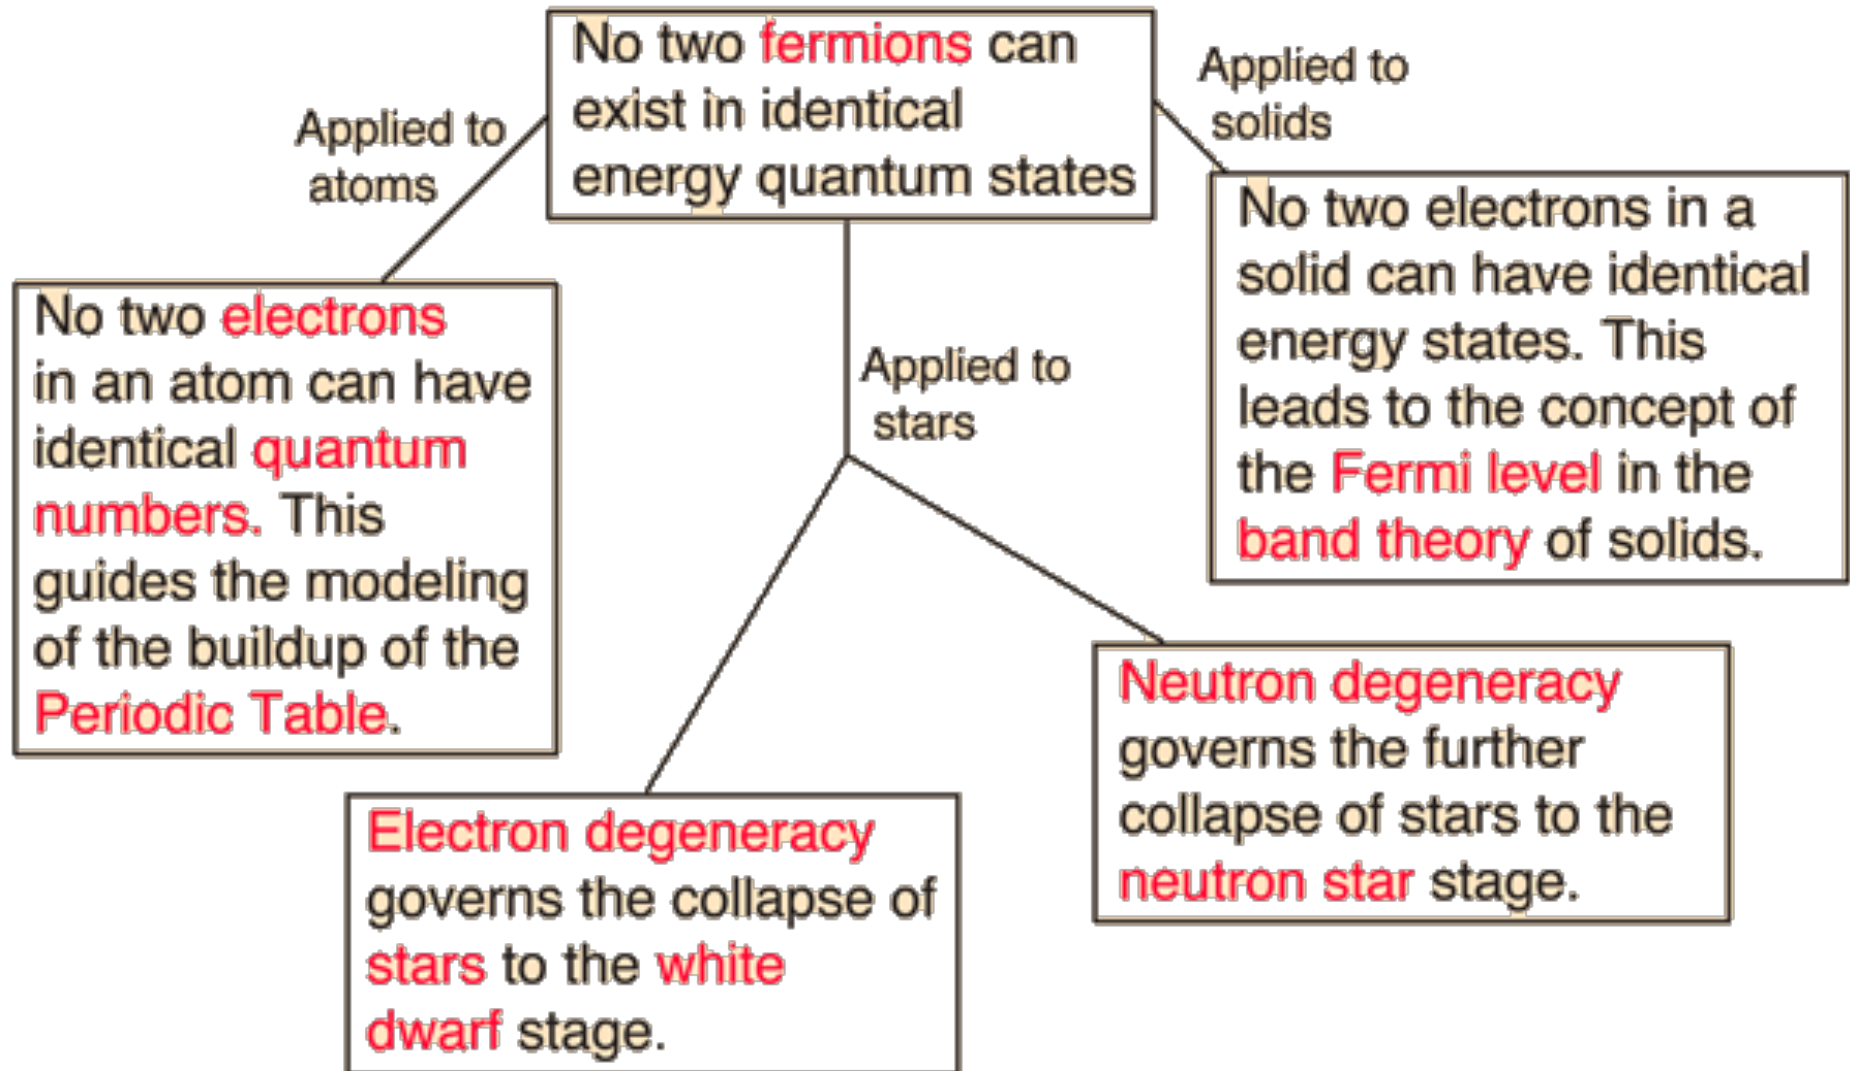 No two fermions can
exist in identical
energy quantum states
Applied to
atoms
Applied to
solids
No two electrons
in an atom can have
identical quantum
numbers. This
guides the modeling
of the buildup of the
Periodic Table.
Applied to
stars
No two electrons in a
solid can have identical
energy states. This
leads to the concept of
the Fermi level in the
band theory of solids.
Electron degeneracy
governs the collapse of
stars to the white
dwarf stage.
Neutron degeneracy
governs the further
collapse of stars to the
neutron star stage.